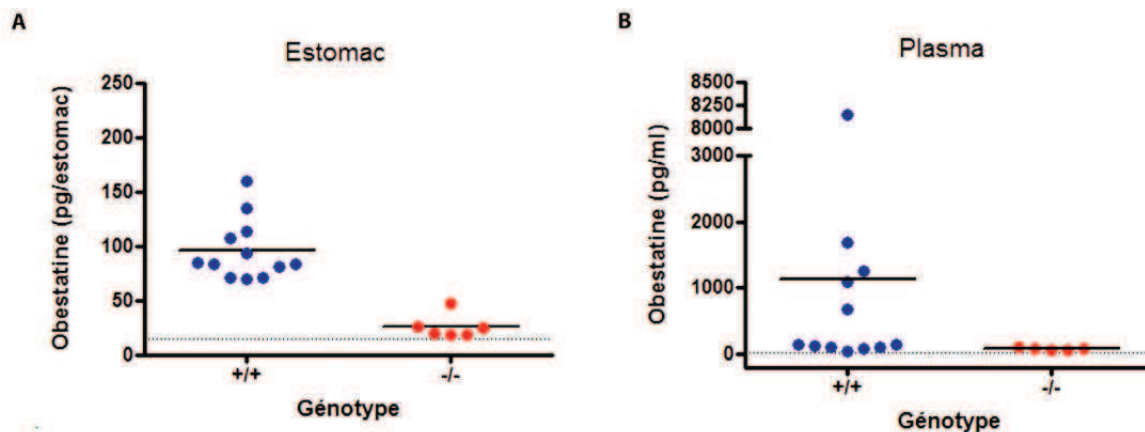 A
Estomac
Obestatine (pg/estomac)
250
200
150
100
50
0
+/+
-/-
Génotype
B
Plasma
Obestatine (pg/ml)
8500
8250
8000
3000
2000
1000
0
+/+
-/-
Génotype